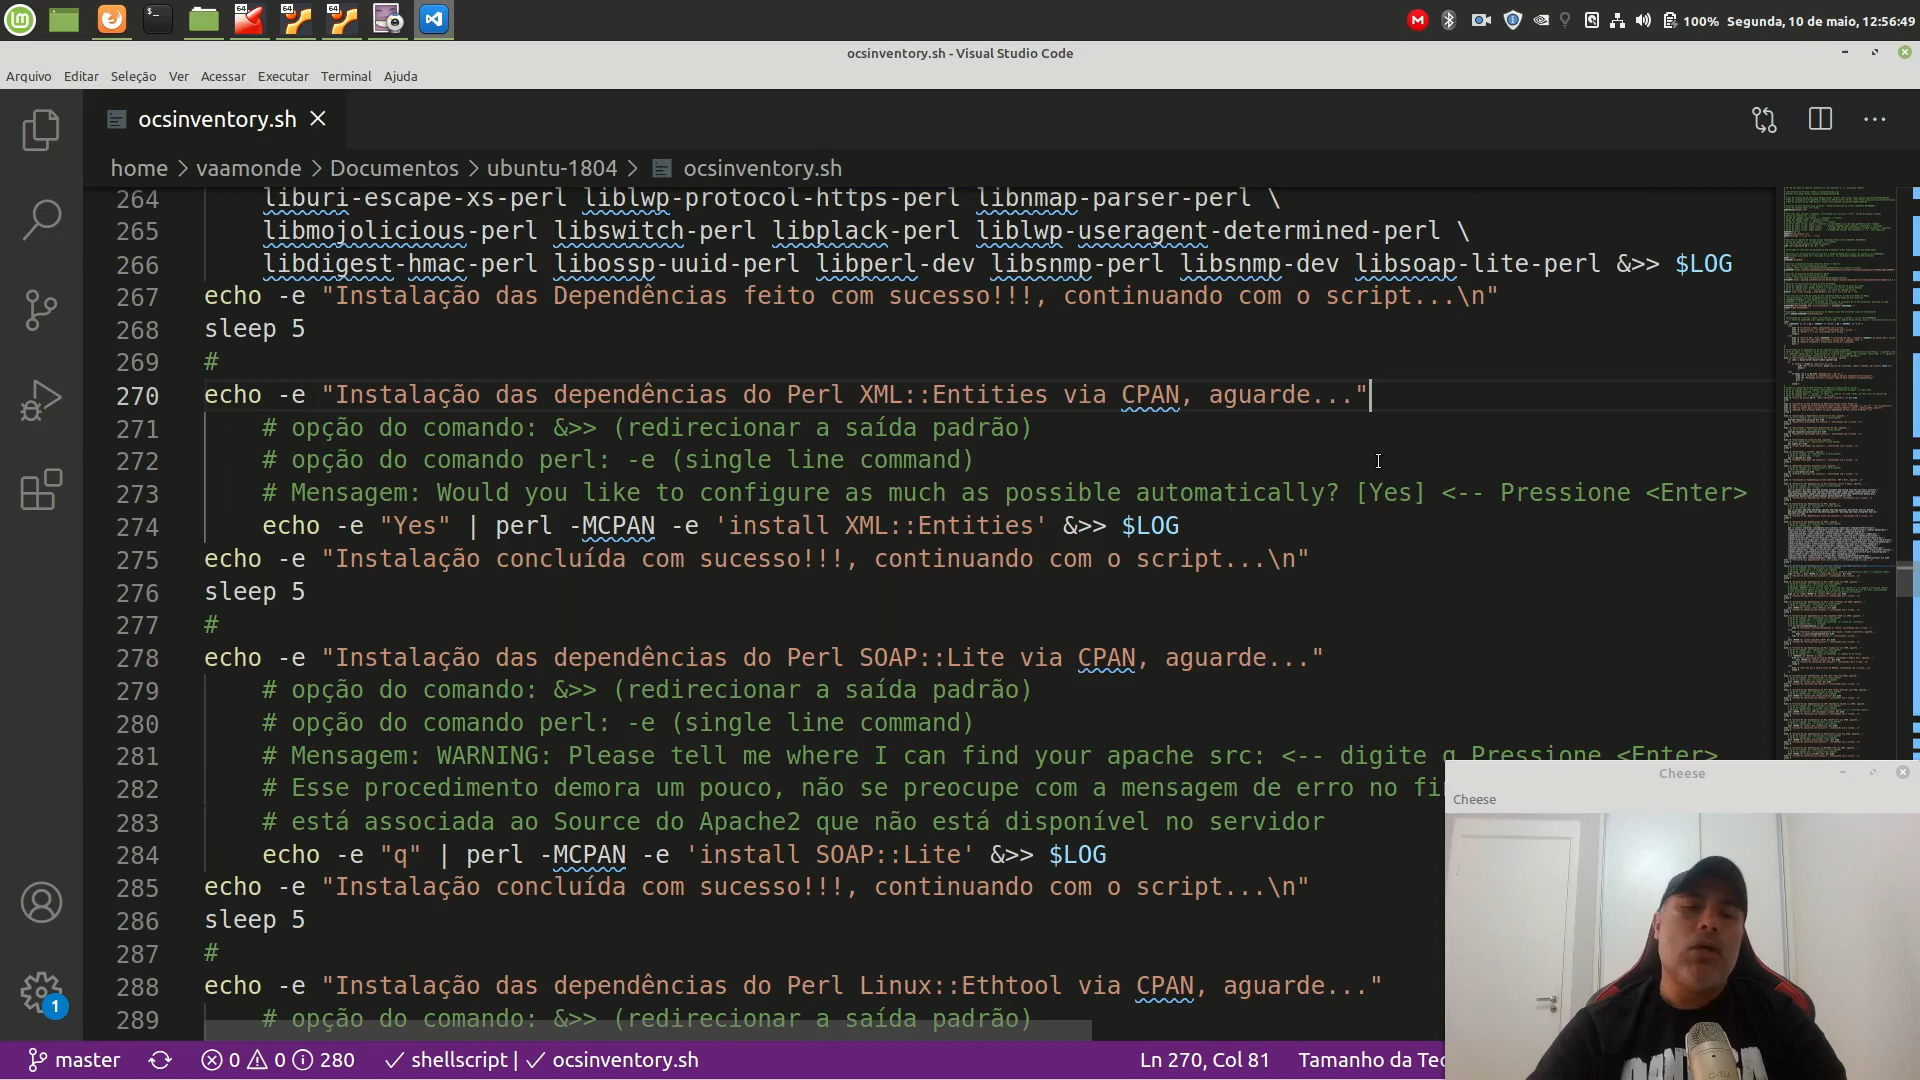 64
64
64
M
100% Segunda, 10 de maio, 12:56:49
ocsinventory.sh - Visual Studio Code
Arquivo Editar Seleção Ver Acessar Executar Terminal Ajuda
ocsinventory.sh
home > vaamonde > Documentos > ubuntu-1804 > ocsinventory.sh
264 liburi-escape-xs-perl liblwp-protocol-https-perl libnmap-parser-perl \
265 libmojolicious-perl libswitch-perl libplack-perl liblwp-useragent-determined-perl \
266 libdigest-hmac-perl libossp-uuid-perl libperl-dev libsnmp-perl libsnmp-dev libsoap-lite-perl &>> $LOG
267 echo -e "Instalação das Dependências feito com sucesso!!!, continuando com o script...\n"
268 sleep 5
269 #
270 echo -e "Instalação das dependências do Perl XML::Entities via CPAN, aguarde..."
271 # opção do comando: &>> (redirecionar a saída padrão)
272 # opção do comando perl: -e (single line command)
273 # Mensagem: Would you like to configure as much as possible automatically? [Yes] <-- Pressione <Enter>
274 echo -e "Yes" | perl -MCPAN -e 'install XML::Entities' &>> $LOG
275 echo -e "Instalação concluída com sucesso!!!, continuando com o script...\n"
276 sleep 5
277 #
278 echo -e "Instalação das dependências do Perl SOAP::Lite via CPAN, aguarde..."
279 # opção do comando: &>> (redirecionar a saída padrão)
280 # opção do comando perl: -e (single line command)
281 # Mensagem: WARNING: Please tell me where I can find your apache src: <-- digite q Pressione <Enter>
282 # Esse procedimento demora um pouco, não se preocupe com a mensagem de erro no fi
283 # está associada ao Source do Apache2 que não está disponível no servidor
284 echo -e "q" | perl -MCPAN -e 'install SOAP::Lite' &>> $LOG
285 echo -e "Instalação concluída com sucesso!!!, continuando com o script...\n"
286 sleep 5
287 #
288 echo -e "Instalação das dependências do Perl Linux::Ethtool via CPAN, aguarde..."
289 # opção do comando: &>> (redirecionar a saída padrão)
Cheese
Cheese
1
master 0 0 280 shellscript | ocsinventory.sh Ln 270, Col 81 Tamanho da Tec